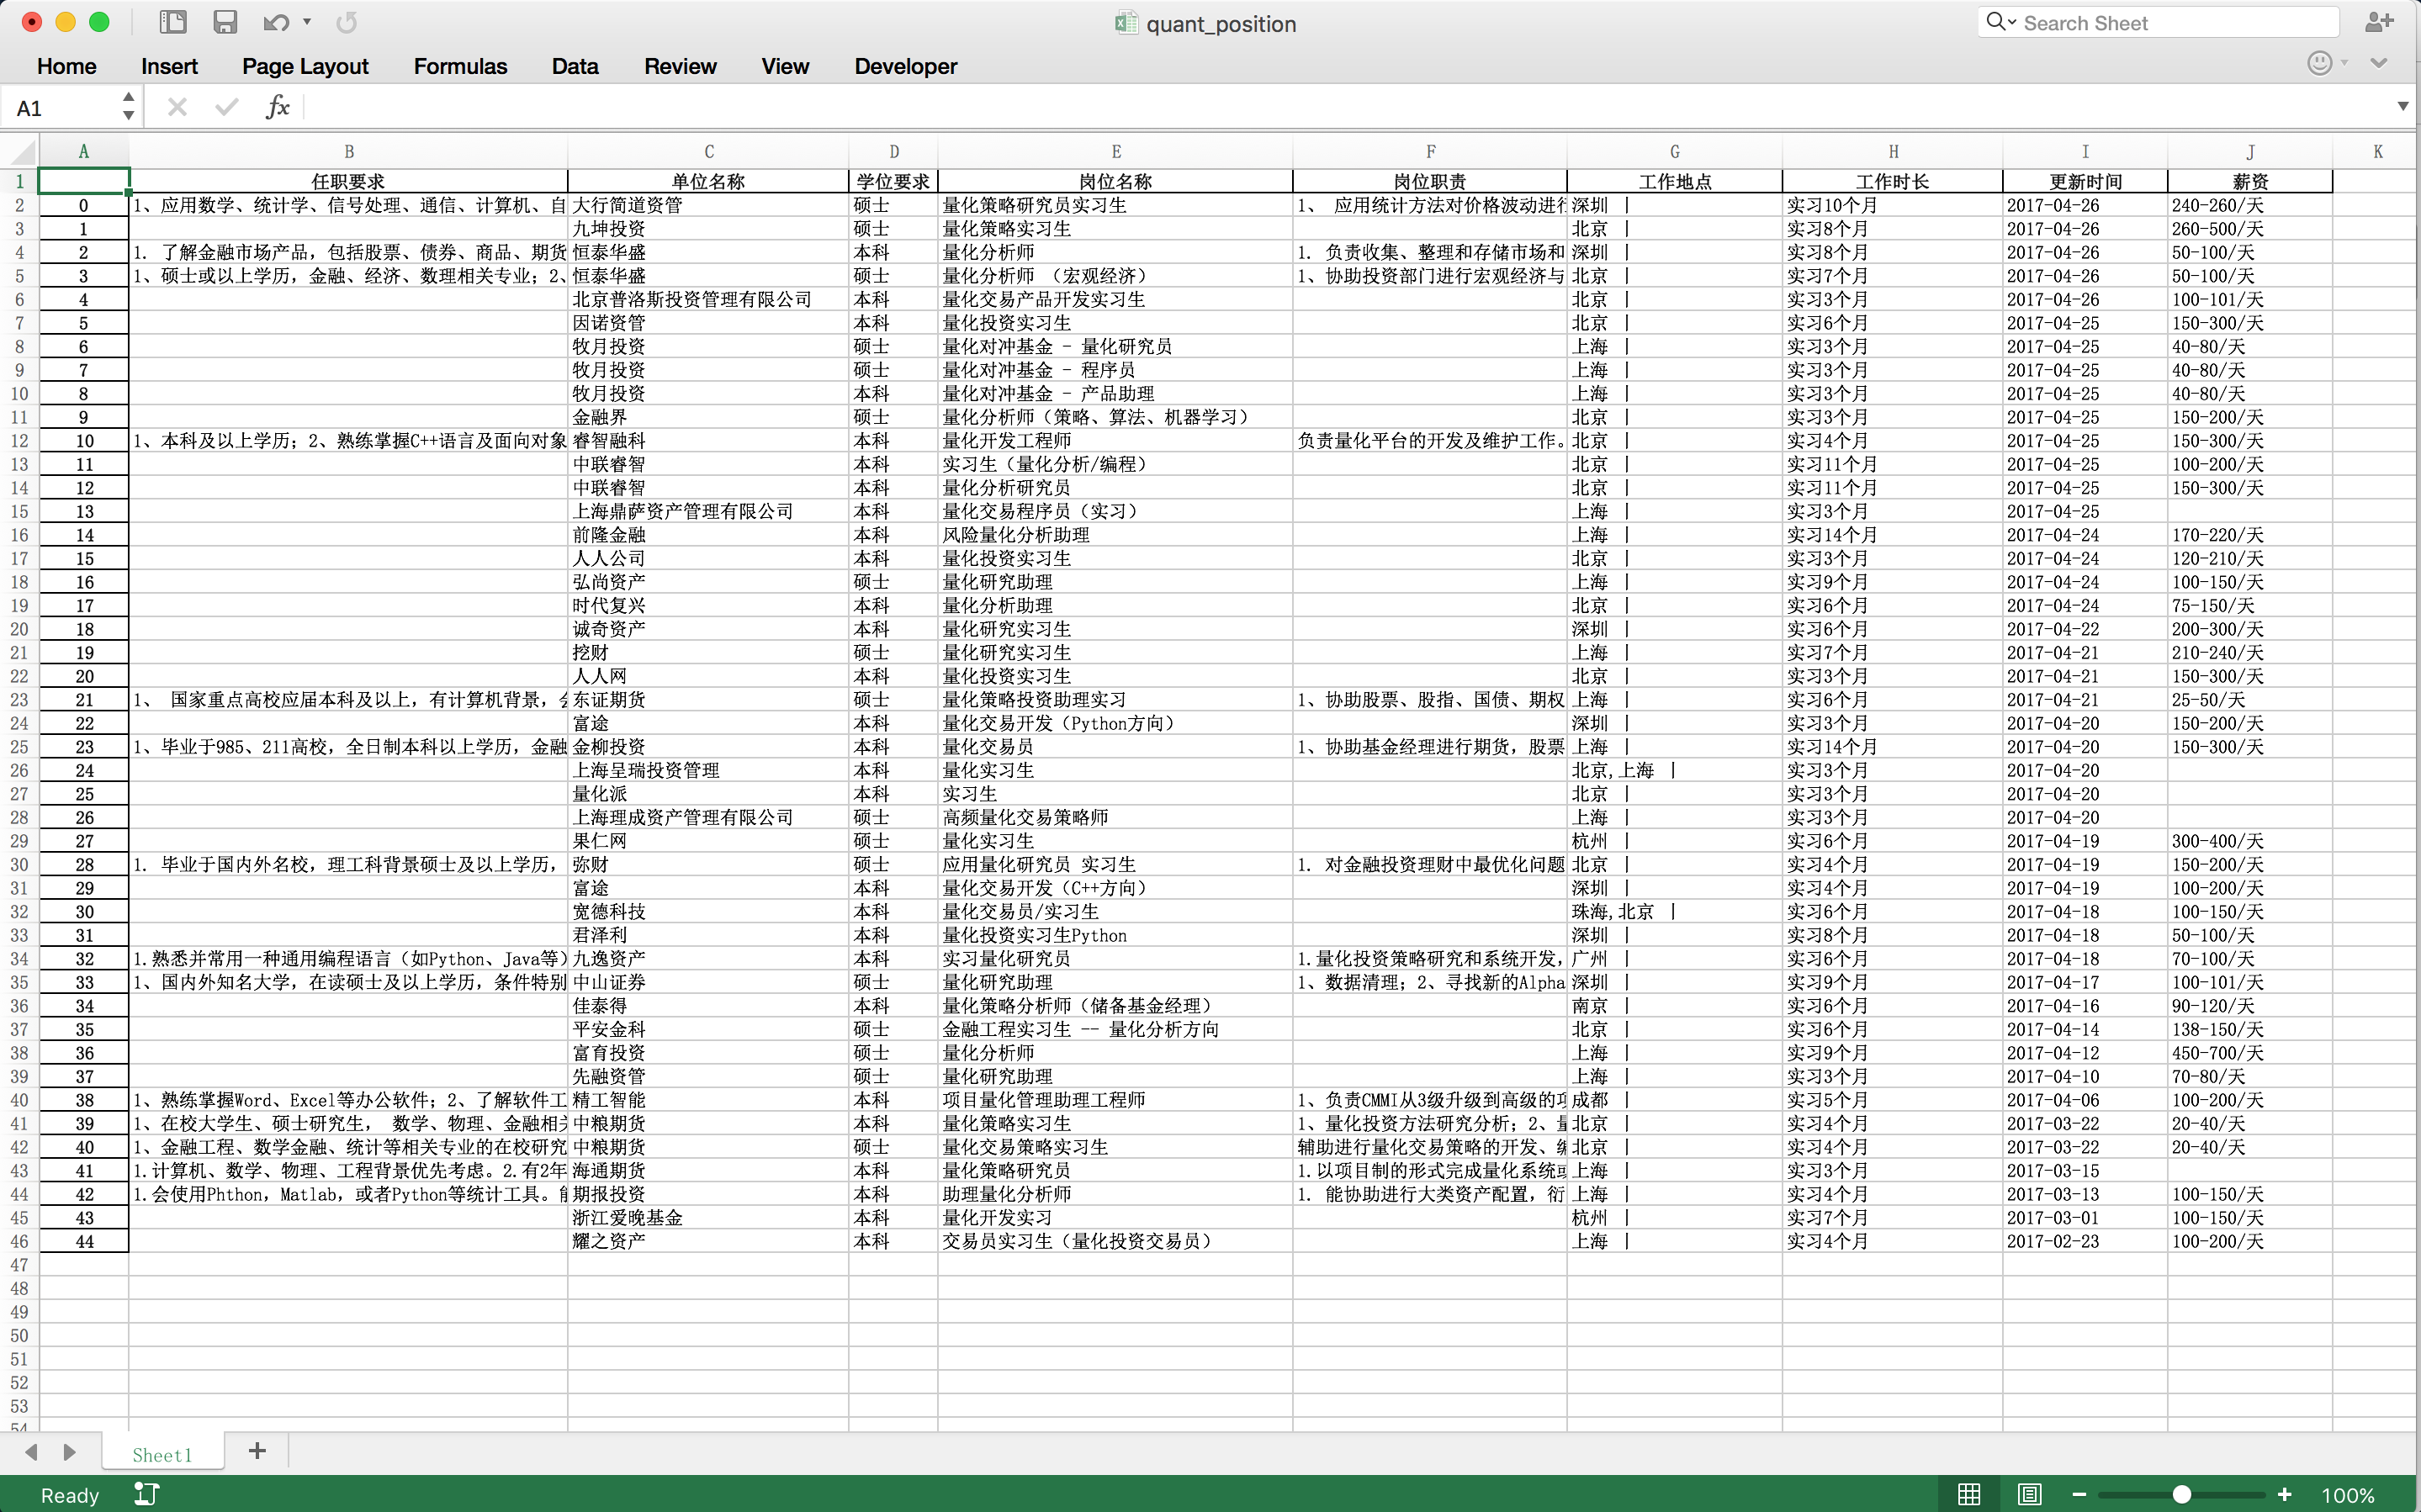 quant_position
Search Sheet
Home Insert Page Layout Formulas Data Review View Developer
A1 fx
A B C D E F G H I J K
1 任职要求 单位名称 学位要求 岗位名称 岗位职责 工作地点 工作时长 更新时间 薪资
2 0 1、应用数学、统计学、信号处理、通信、计算机、自 大行简道资管 硕士 量化策略研究员实习生 1、 应用统计方法对价格波动进行 深圳 | 实习10个月 2017-04-26 240-260/天
3 1 九坤投资 硕士 量化策略实习生 北京 | 实习8个月 2017-04-26 260-500/天
4 2 1. 了解金融市场产品，包括股票、债券、商品、期货 恒泰华盛 本科 量化分析师 1. 负责收集、整理和存储市场和 深圳 | 实习8个月 2017-04-26 50-100/天
5 3 1、硕士或以上学历，金融、经济、数理相关专业；2、 恒泰华盛 硕士 量化分析师 （宏观经济） 1、协助投资部门进行宏观经济与 北京 | 实习7个月 2017-04-26 50-100/天
6 4 北京普洛斯投资管理有限公司 本科 量化交易产品开发实习生 北京 | 实习3个月 2017-04-26 100-101/天
7 5 因诺资管 本科 量化投资实习生 北京 | 实习6个月 2017-04-25 150-300/天
8 6 牧月投资 硕士 量化对冲基金 - 量化研究员 上海 | 实习3个月 2017-04-25 40-80/天
9 7 牧月投资 硕士 量化对冲基金 - 程序员 上海 | 实习3个月 2017-04-25 40-80/天
10 8 牧月投资 本科 量化对冲基金 - 产品助理 上海 | 实习3个月 2017-04-25 40-80/天
11 9 金融界 硕士 量化分析师（策略、算法、机器学习） 北京 | 实习3个月 2017-04-25 150-200/天
12 10 1、本科及以上学历；2、熟练掌握C++语言及面向对象 睿智融科 本科 量化开发工程师 负责量化平台的开发及维护工作。 北京 | 实习4个月 2017-04-25 150-300/天
13 11 中联睿智 本科 实习生（量化分析/编程） 北京 | 实习11个月 2017-04-25 100-200/天
14 12 中联睿智 本科 量化分析研究员 北京 | 实习11个月 2017-04-25 150-300/天
15 13 上海鼎萨资产管理有限公司 本科 量化交易程序员（实习） 上海 | 实习3个月 2017-04-25
16 14 前隆金融 本科 风险量化分析助理 上海 | 实习14个月 2017-04-24 170-220/天
17 15 人人公司 本科 量化投资实习生 北京 | 实习3个月 2017-04-24 120-210/天
18 16 弘尚资产 硕士 量化研究助理 上海 | 实习9个月 2017-04-24 100-150/天
19 17 时代复兴 本科 量化分析助理 北京 | 实习6个月 2017-04-24 75-150/天
20 18 诚奇资产 本科 量化研究实习生 深圳 | 实习6个月 2017-04-22 200-300/天
21 19 挖财 硕士 量化研究实习生 上海 | 实习7个月 2017-04-21 210-240/天
22 20 人人网 本科 量化投资实习生 北京 | 实习3个月 2017-04-21 150-300/天
23 21 1、 国家重点高校应届本科及以上，有计算机背景， 东证期货 硕士 量化策略投资助理实习 1、协助股票、股指、国债、期权 上海 | 实习6个月 2017-04-21 25-50/天
24 22 富途 本科 量化交易开发（Python方向） 深圳 | 实习3个月 2017-04-20 150-200/天
25 23 1、毕业于985、211高校，全日制本科以上学历，金融 金柳投资 本科 量化交易员 1、协助基金经理进行期货，股票 上海 | 实习14个月 2017-04-20 150-300/天
26 24 上海呈瑞投资管理 本科 量化实习生 北京,上海 | 实习3个月 2017-04-20
27 25 量化派 本科 实习生 北京 | 实习3个月 2017-04-20
28 26 上海理成资产管理有限公司 硕士 高频量化交易策略师 上海 | 实习3个月 2017-04-20
29 27 果仁网 硕士 量化实习生 杭州 | 实习6个月 2017-04-19 300-400/天
30 28 1. 毕业于国内外名校，理工科背景硕士及以上学历， 弥财 硕士 应用量化研究员 实习生 1. 对金融投资理财中最优化问题 北京 | 实习4个月 2017-04-19 150-200/天
31 29 富途 本科 量化交易开发（C++方向） 深圳 | 实习4个月 2017-04-19 100-200/天
32 30 宽德科技 本科 量化交易员/实习生 珠海,北京 | 实习6个月 2017-04-18 100-150/天
33 31 君泽利 本科 量化投资实习生Python 深圳 | 实习8个月 2017-04-18 50-100/天
34 32 1.熟悉并常用一种通用编程语言（如Python、Java等） 九逸资产 本科 实习量化研究员 1.量化投资策略研究和系统开发， 广州 | 实习6个月 2017-04-18 70-100/天
35 33 1、国内外知名大学，在读硕士及以上学历，条件特别 中山证券 硕士 量化研究助理 1、数据清理；2、寻找新的Alpha 深圳 | 实习9个月 2017-04-17 100-101/天
36 34 佳泰得 本科 量化策略分析师（储备基金经理） 南京 | 实习6个月 2017-04-16 90-120/天
37 35 平安金科 硕士 金融工程实习生 -- 量化分析方向 北京 | 实习6个月 2017-04-14 138-150/天
38 36 富育投资 硕士 量化分析师 上海 | 实习9个月 2017-04-12 450-700/天
39 37 先融资管 硕士 量化研究助理 上海 | 实习3个月 2017-04-10 70-80/天
40 38 1、熟练掌握Word、Excel等办公软件；2、了解软件工 精工智能 本科 项目量化管理助理工程师 1、负责CMMI从3级升级到高级的 成都 | 实习5个月 2017-04-06 100-200/天
41 39 1、在校大学生、硕士研究生， 数学、物理、金融相 中粮期货 本科 量化策略实习生 1、量化投资方法研究分析；2、 北京 | 实习4个月 2017-03-22 20-40/天
42 40 1、金融工程、数学金融、统计等相关专业的在校研究 中粮期货 硕士 量化交易策略实习生 辅助进行量化交易策略的开发、 北京 | 实习4个月 2017-03-22 20-40/天
43 41 1.计算机、数学、物理、工程背景优先考虑。2.有2年 海通期货 本科 量化策略研究员 1.以项目制的形式完成量化系统 上海 | 实习3个月 2017-03-15
44 42 1.会使用Phthon，Matlab，或者Python等统计工具。 期报投资 本科 助理量化分析师 1. 能协助进行大类资产配置，衍 上海 | 实习4个月 2017-03-13 100-150/天
45 43 浙江爱晚基金 本科 量化开发实习 杭州 | 实习7个月 2017-03-01 100-150/天
46 44 耀之资产 本科 交易员实习生（量化投资交易员） 上海 | 实习4个月 2017-02-23 100-200/天
47
48
49
50
51
52
53
54
Sheet1 +
Ready 100%